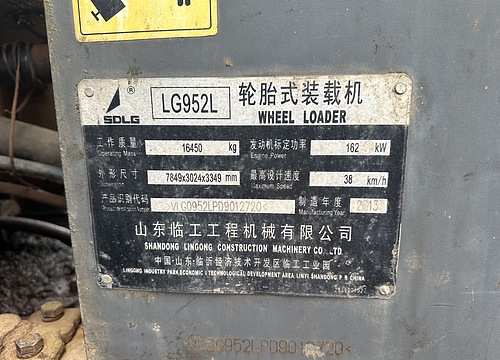 SDLG ® LG952L 轮胎式装载机
WHEEL LOADER
工作质量 16450 kg 发动机标定功率 162 kW
Operating Mass Engine Power
外形尺寸 7849x3024x3349 mm 最高设计速度 38 km/h
Dimension Maximum Speed
产品识别代码 制造年度 2013
Manufacturing Year
山东临工工程机械有限公司
SHANDONG LINGONG CONSTRUCTION MACHINERY CO.,LTD
中国·山东·临沂经济技术开发区临工工业园
LINGONG INDUSTRY PARK ECONOMIC & TECHNOLOGICAL DEVELOPMENT AREA LINYI SHANDONG P R CHINA